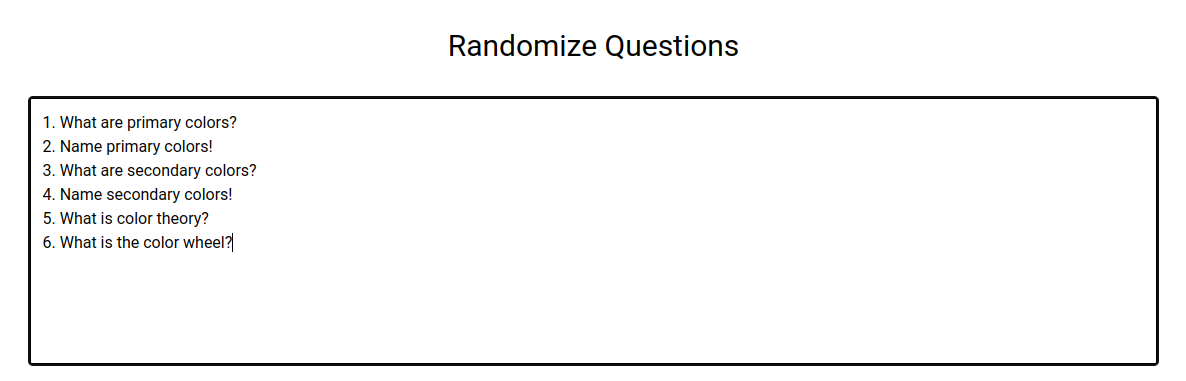 Randomize Questions
1. What are primary colors?
2. Name primary colors!
3. What are secondary colors?
4. Name secondary colors!
5. What is color theory?
6. What is the color wheel?